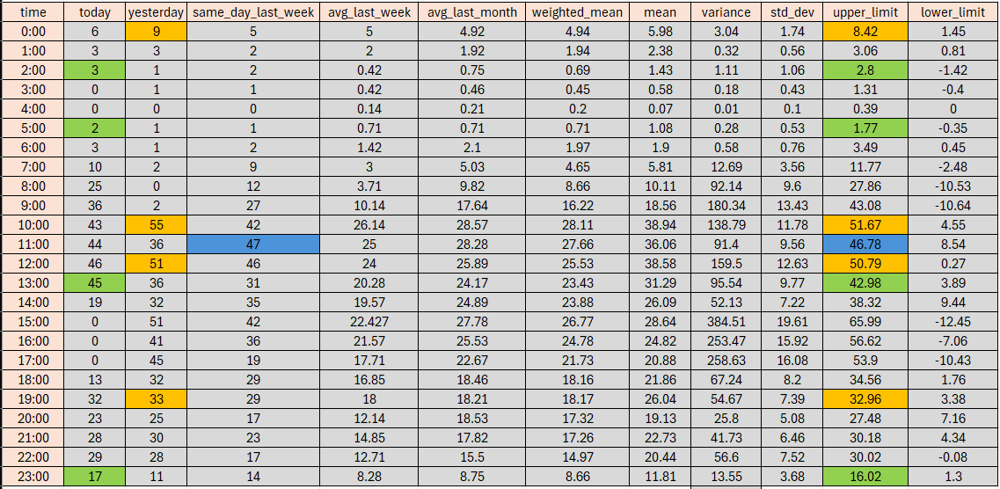 time today yesterday same_day_last_week avg_last_week avg_last_month weighted_mean mean variance std_dev upper_limit lower_limit
0:00 6 9 5 5 4.92 4.94 5.98 3.04 1.74 8.42 1.45
1:00 3 3 2 2 1.92 1.94 2.38 0.32 0.56 3.06 0.81
2:00 3 1 2 0.42 0.75 0.69 1.43 1.11 1.06 2.8 -1.42
3:00 0 1 1 0.42 0.46 0.45 0.58 0.18 0.43 1.31 -0.4
4:00 0 0 0 0.14 0.21 0.2 0.07 0.01 0.1 0.39 0
5:00 2 1 1 0.71 0.71 0.71 1.08 0.28 0.53 1.77 -0.35
6:00 3 1 2 1.42 2.1 1.97 1.9 0.58 0.76 3.49 0.45
7:00 10 2 9 3 5.03 4.65 5.81 12.69 3.56 11.77 -2.48
8:00 25 0 12 3.71 9.82 8.66 10.11 92.14 9.6 27.86 -10.53
9:00 36 2 27 10.14 17.64 16.22 18.56 180.34 13.43 43.08 -10.64
10:00 43 55 42 26.14 28.57 28.11 38.94 138.79 11.78 51.67 4.55
11:00 44 36 47 25 28.28 27.66 36.06 91.4 9.56 46.78 8.54
12:00 46 51 46 24 25.89 25.53 38.58 159.5 12.63 50.79 0.27
13:00 45 36 31 20.28 24.17 23.43 31.29 95.54 9.77 42.98 3.89
14:00 19 32 35 19.57 24.89 23.88 26.09 52.13 7.22 38.32 9.44
15:00 0 51 42 22.427 27.78 26.77 28.64 384.51 19.61 65.99 -12.45
16:00 0 41 36 21.57 25.53 24.78 24.82 253.47 15.92 56.62 -7.06
17:00 0 45 19 17.71 22.67 21.73 20.88 258.63 16.08 53.9 -10.43
18:00 13 32 29 16.85 18.46 18.16 21.86 67.24 8.2 34.56 1.76
19:00 32 33 29 18 18.21 18.17 26.04 54.67 7.39 32.96 3.38
20:00 23 25 17 12.14 18.53 17.32 19.13 25.8 5.08 27.48 7.16
21:00 28 30 23 14.85 17.82 17.26 22.73 41.73 6.46 30.18 4.34
22:00 29 28 17 12.71 15.5 14.97 20.44 56.6 7.52 30.02 -0.08
23:00 17 11 14 8.28 8.75 8.66 11.81 13.55 3.68 16.02 1.3